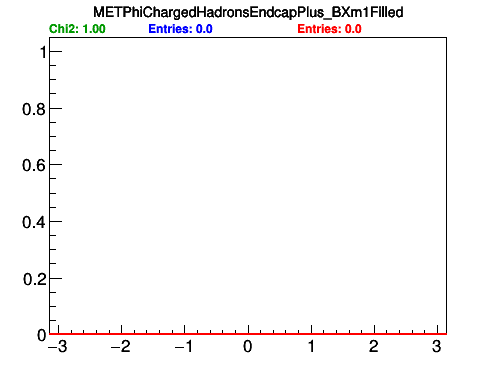 METPhiChargedHadronsEndcapPlus_BXm1Filled
Chi2: 1.00 Entries: 0.0 Entries: 0.0
1
0.8
0.6
0.4
0.2
0
−3 −2 −1 0 1 2 3